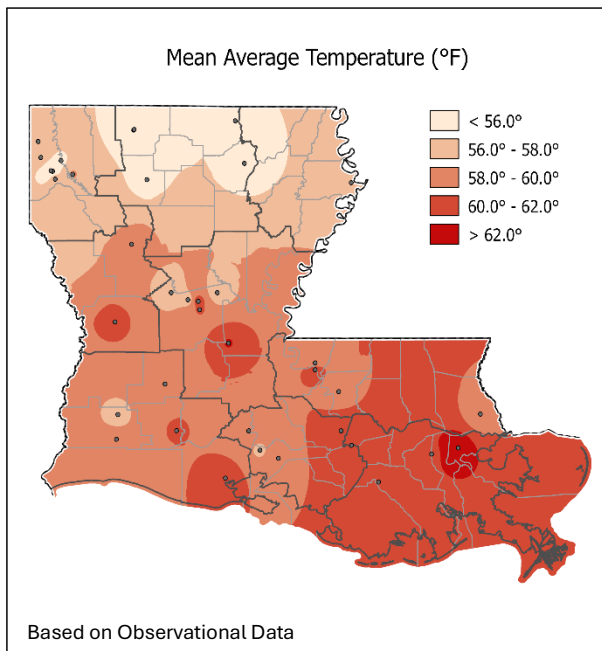 Mean Average Temperature (°F)
< 56.0°
56.0° - 58.0°
58.0° - 60.0°
60.0° - 62.0°
> 62.0°
Based on Observational Data